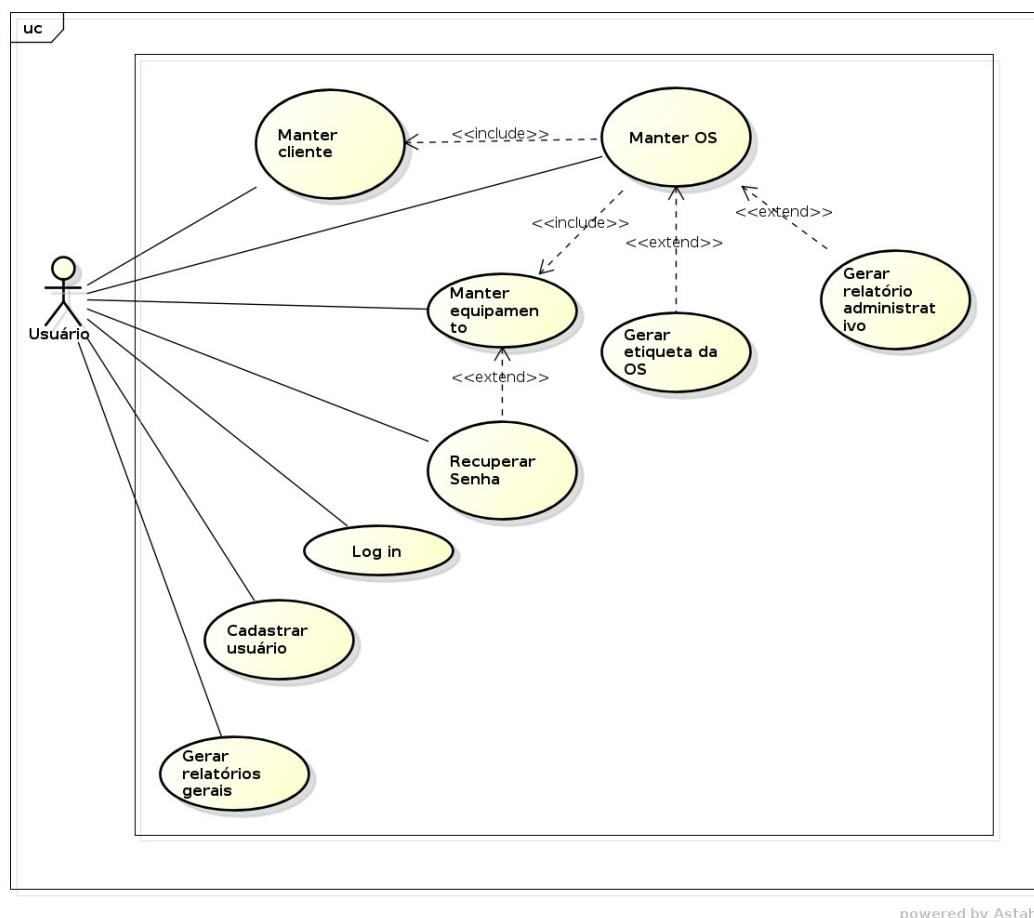 uc
Manter
cliente
<<include>>
Manter OS
<<include>>
<<extend>>
<<extend>>
Gerar
relatório
administrat
ivo
Usuário
Manter
equipamen
to
Gerar
etiqueta da
OS
<<extend>>
Recuperar
Senha
Log in
Cadastrar
usuário
Gerar
relatórios
gerais
powered by Astah